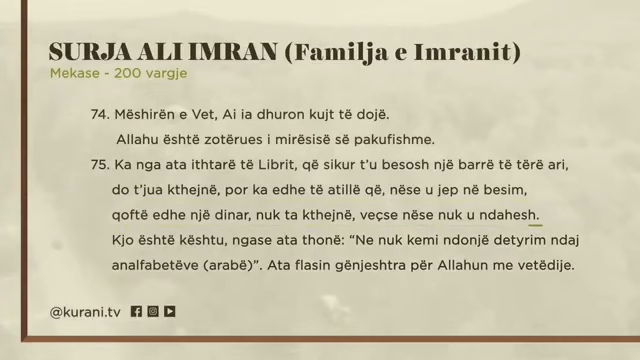 SURJA ALI IMRAN (Familja e Imranit)
Mekase - 200 vargje
74. Mëshirën e Vet, Ai ia dhuron kujt të dojë.
Allahu është zotërues i mirësisë së pakufishme.
75. Ka nga ata ithtarë të Librit, që sikur t’u besosh një barrë të tërë ari,
do t’jua kthejnë, por ka edhe të atillë që, nëse u jep në besim,
qoftë edhe një dinar, nuk ta kthejnë, veçse nëse nuk u ndahesh.
Kjo është kështu, ngase ata thonë: “Ne nuk kemi ndonjë detyrim ndaj
analfabetëve (arabë)”. Ata flasin gënjeshtra për Allahun me vetëdije.
@kurani.tv